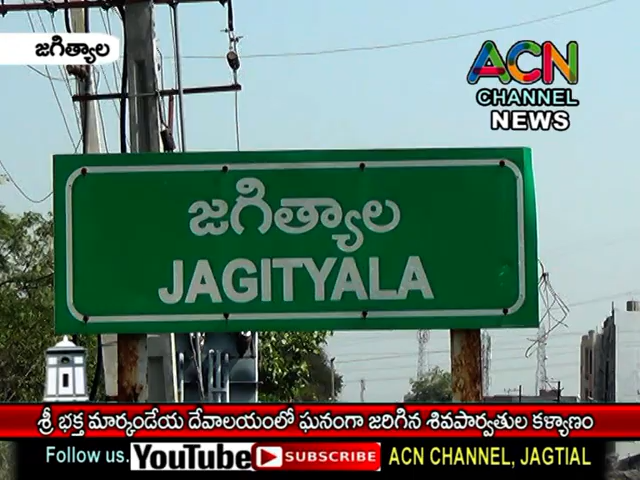 జగిత్యాల
ACN
CHANNEL
NEWS
జగిత్యాల
JAGITYALA
శ్రీ భక్త మార్కండేయ దేవాలయంలో ఘనంగా జరిగిన శివపార్వతుల కళ్యాణం
Follow us. YouTube SUBSCRIBE ACN CHANNEL, JAGTIAL